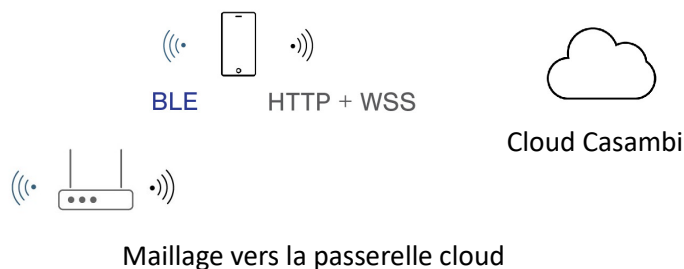 BLE
HTTP + WSS
Cloud Casambi
Maillage vers la passerelle cloud